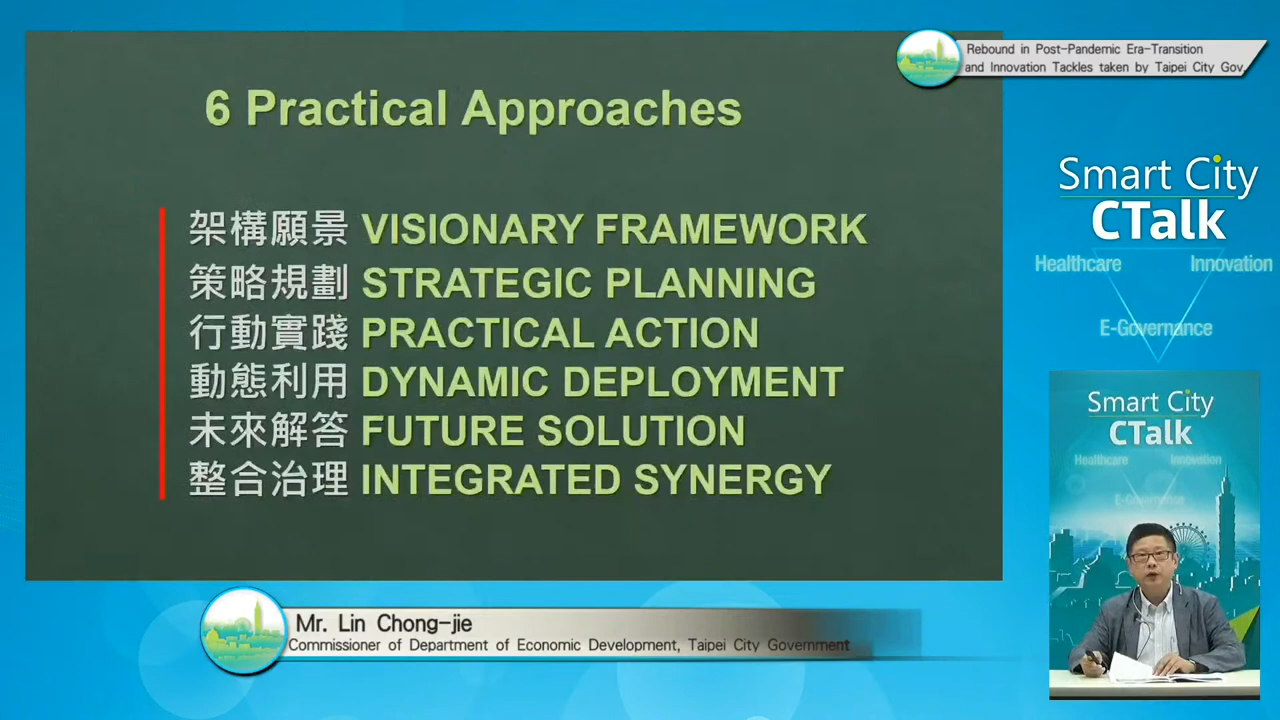 Rebound in Post-Pandemic Era-Transition
and Innovation Tackles taken by Taipei City Gov.
6 Practical Approaches
架構願景 VISIONARY FRAMEWORK
策略規劃 STRATEGIC PLANNING
行動實踐 PRACTICAL ACTION
動態利用 DYNAMIC DEPLOYMENT
未來解答 FUTURE SOLUTION
整合治理 INTEGRATED SYNERGY
Smart City
CTalk
Healthcare
Innovation
E-Governance
Smart City
CTalk
Healthcare
Innovation
E-Governance
Mr. Lin Chong-jie
Commissioner of Department of Economic Development, Taipei City Government